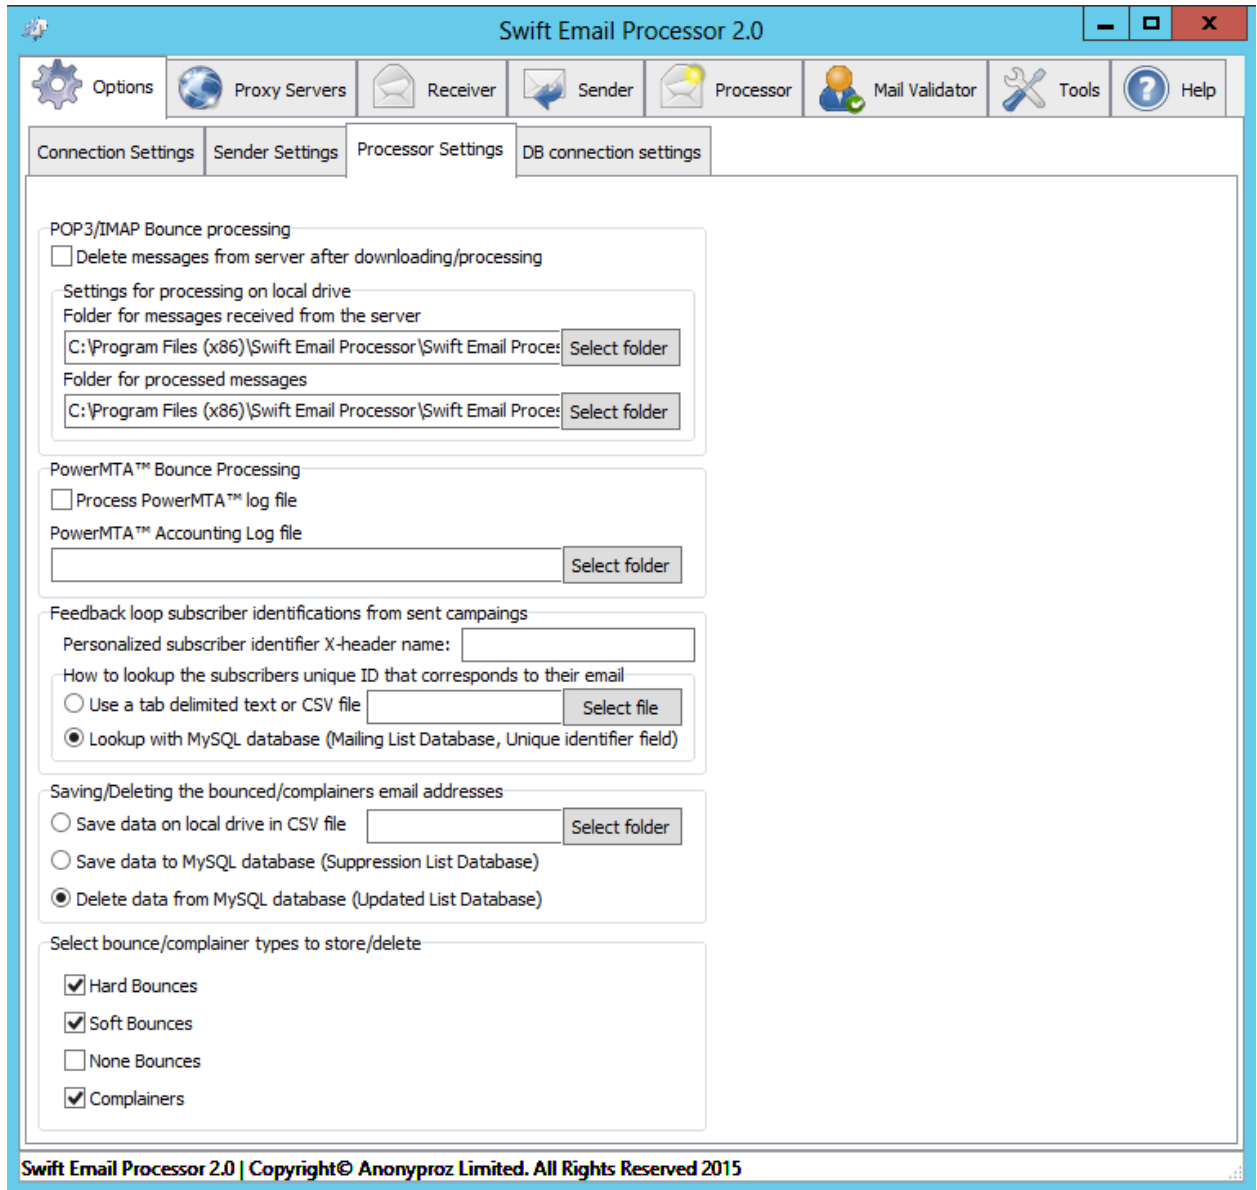 Swift Email Processor 2.0
Options
Proxy Servers
Receiver
Sender
Processor
Mail Validator
Tools
Help
Connection Settings
Sender Settings
Processor Settings
DB connection settings
POP3/IMAP Bounce processing
Delete messages from server after downloading/processing
Settings for processing on local drive
Folder for messages received from the server
C:\Program Files (x86)\Swift Email Processor\Swift Email Proces Select folder
Folder for processed messages
C:\Program Files (x86)\Swift Email Processor\Swift Email Proces Select folder
PowerMTA™ Bounce Processing
Process PowerMTA™ log file
PowerMTA™ Accounting Log file
Select folder
Feedback loop subscriber identifications from sent campaings
Personalized subscriber identifier X-header name:
How to lookup the subscribers unique ID that corresponds to their email
Use a tab delimited text or CSV file Select file
Lookup with MySQL database (Mailing List Database, Unique identifier field)
Saving/Deleting the bounced/complainers email addresses
Save data on local drive in CSV file Select folder
Save data to MySQL database (Suppression List Database)
Delete data from MySQL database (Updated List Database)
Select bounce/complainer types to store/delete
Hard Bounces
Soft Bounces
None Bounces
Complainers
Swift Email Processor 2.0 | Copyright© Anonyproz Limited. All Rights Reserved 2015